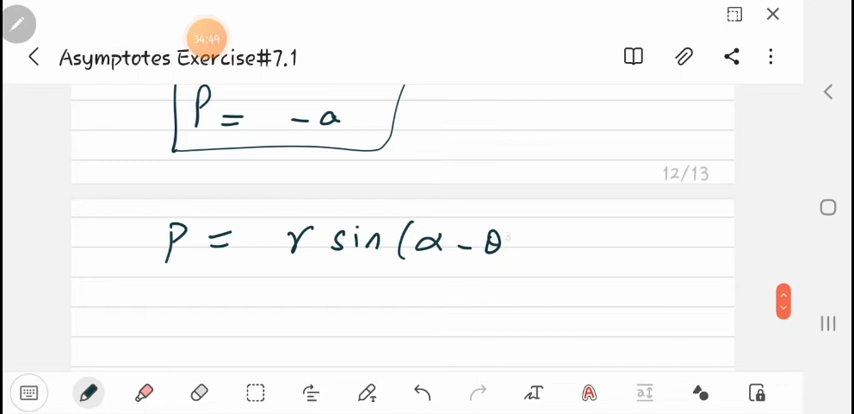 34:49
Asymptotes Exercise#7.1
P = -a
12/13
P = r sin(α - θ